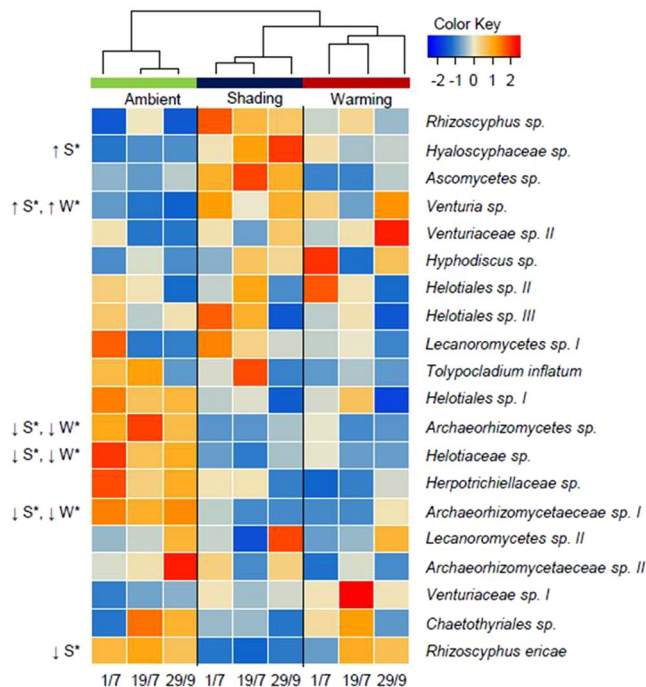 Color Key
-2 -1 0 1 2
Ambient Shading Warming
Rhizoscyphus sp.
↑ S* Hyaloscyphaceae sp.
Ascomycetes sp.
↑ S*, ↑ W* Venturia sp.
Venturiaceae sp. II
Hyphodiscus sp.
Helotiales sp. II
Helotiales sp. III
Lecanoromycetes sp. I
Tolypocladium inflatum
Helotiales sp. I
↓ S*, ↓ W* Archaeorhizomycetes sp.
↓ S*, ↓ W* Helotiaceae sp.
Herpotrichiellaceae sp.
↓ S*, ↓ W* Archaeorhizomycetaeceae sp. I
Lecanoromycetes sp. II
Archaeorhizomycetaeceae sp. II
Venturiaceae sp. I
Chaetothyriales sp.
↓ S* Rhizoscyphus ericae
1/7 19/7 29/9 1/7 19/7 29/9 1/7 19/7 29/9